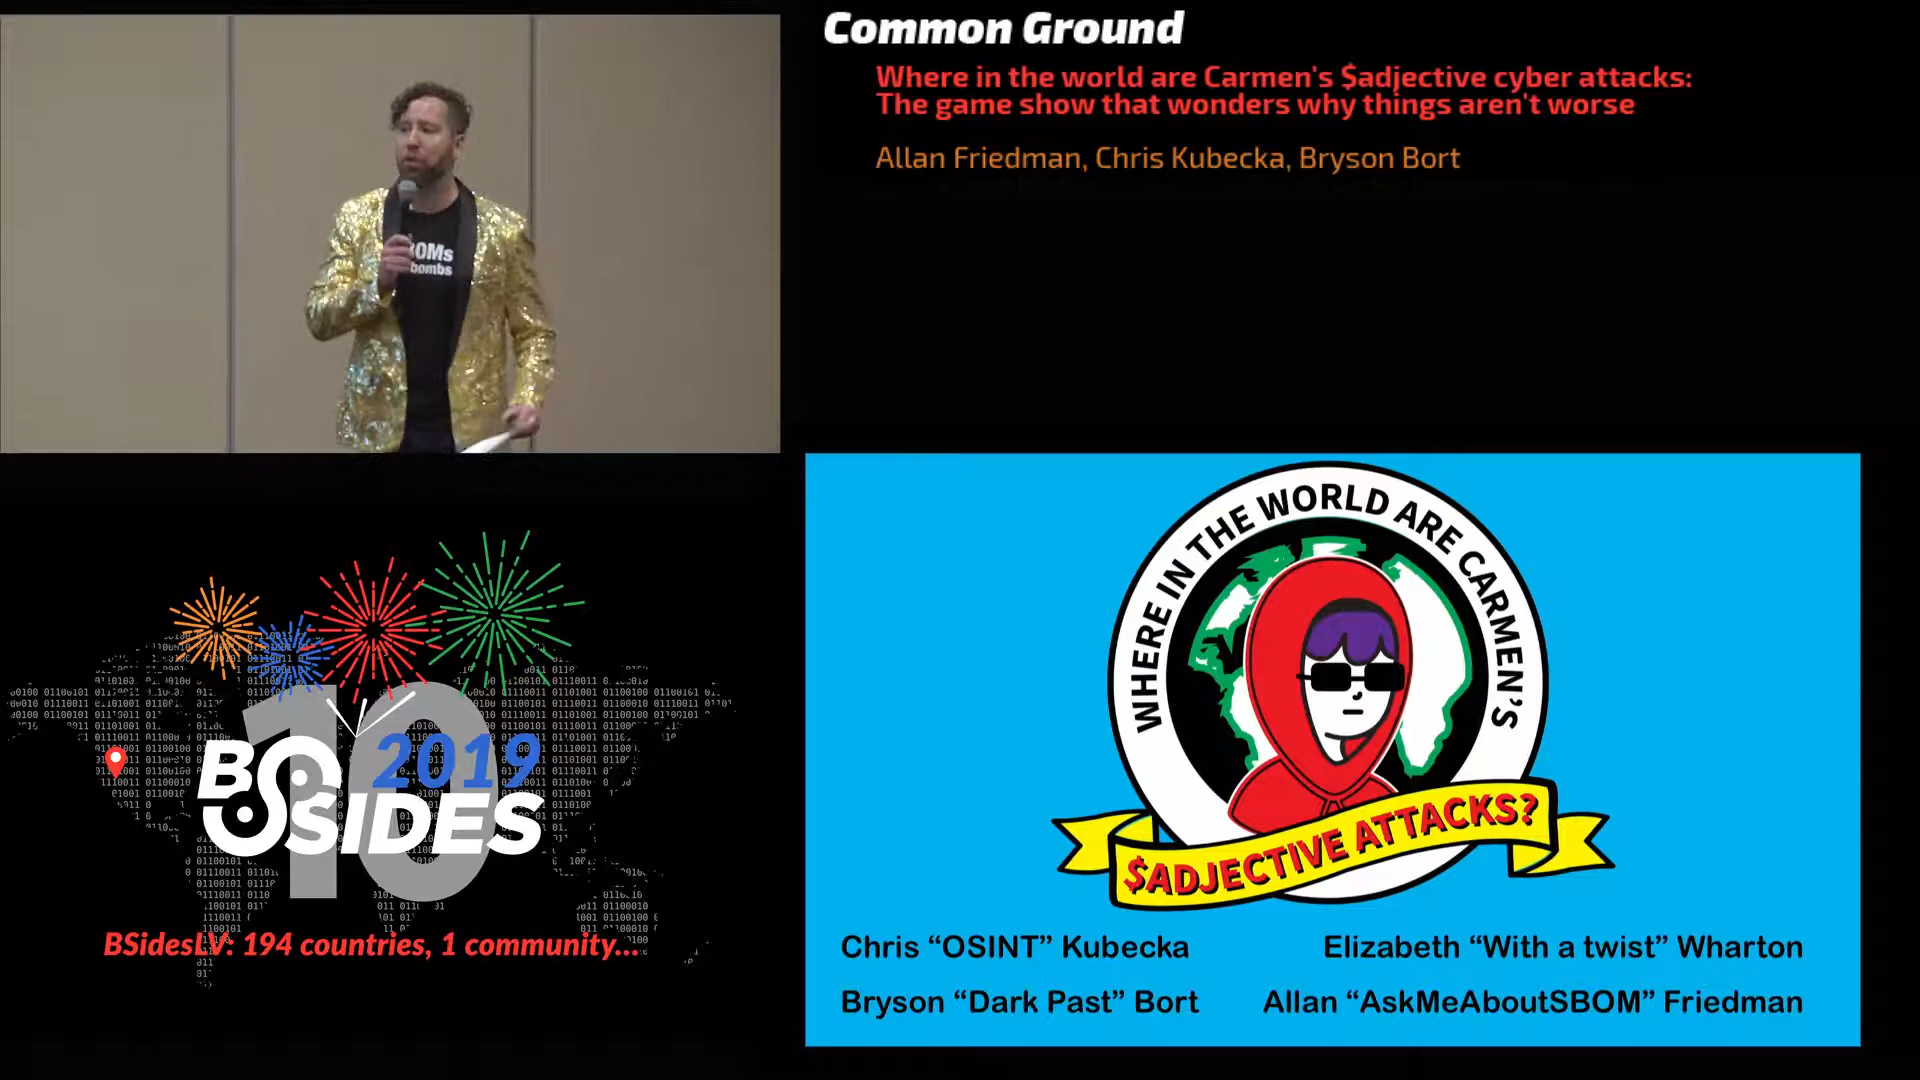 Common Ground
Where in the world are Carmen's $adjective cyber attacks:
The game show that wonders why things aren't worse
Allan Friedman, Chris Kubecka, Bryson Bort
BOMs
bombs
10
2019
BSIDES
BSidesLV: 194 countries, 1 community...
WHERE IN THE WORLD ARE CARMEN'S
$ADJECTIVE ATTACKS?
Chris “OSINT” Kubecka
Elizabeth “With a twist” Wharton
Bryson “Dark Past” Bort
Allan “AskMeAboutSBOM” Friedman